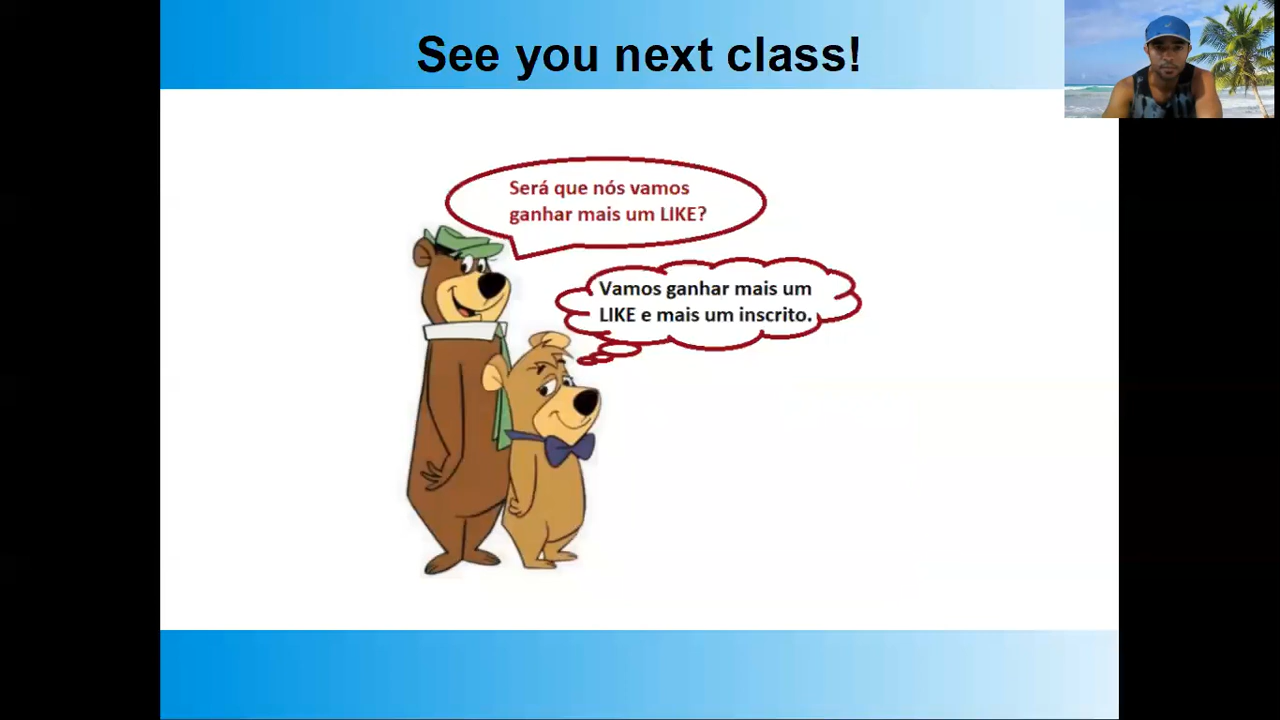 See you next class!
Será que nós vamos
ganhar mais um LIKE?
Vamos ganhar mais um
LIKE e mais um inscrito.